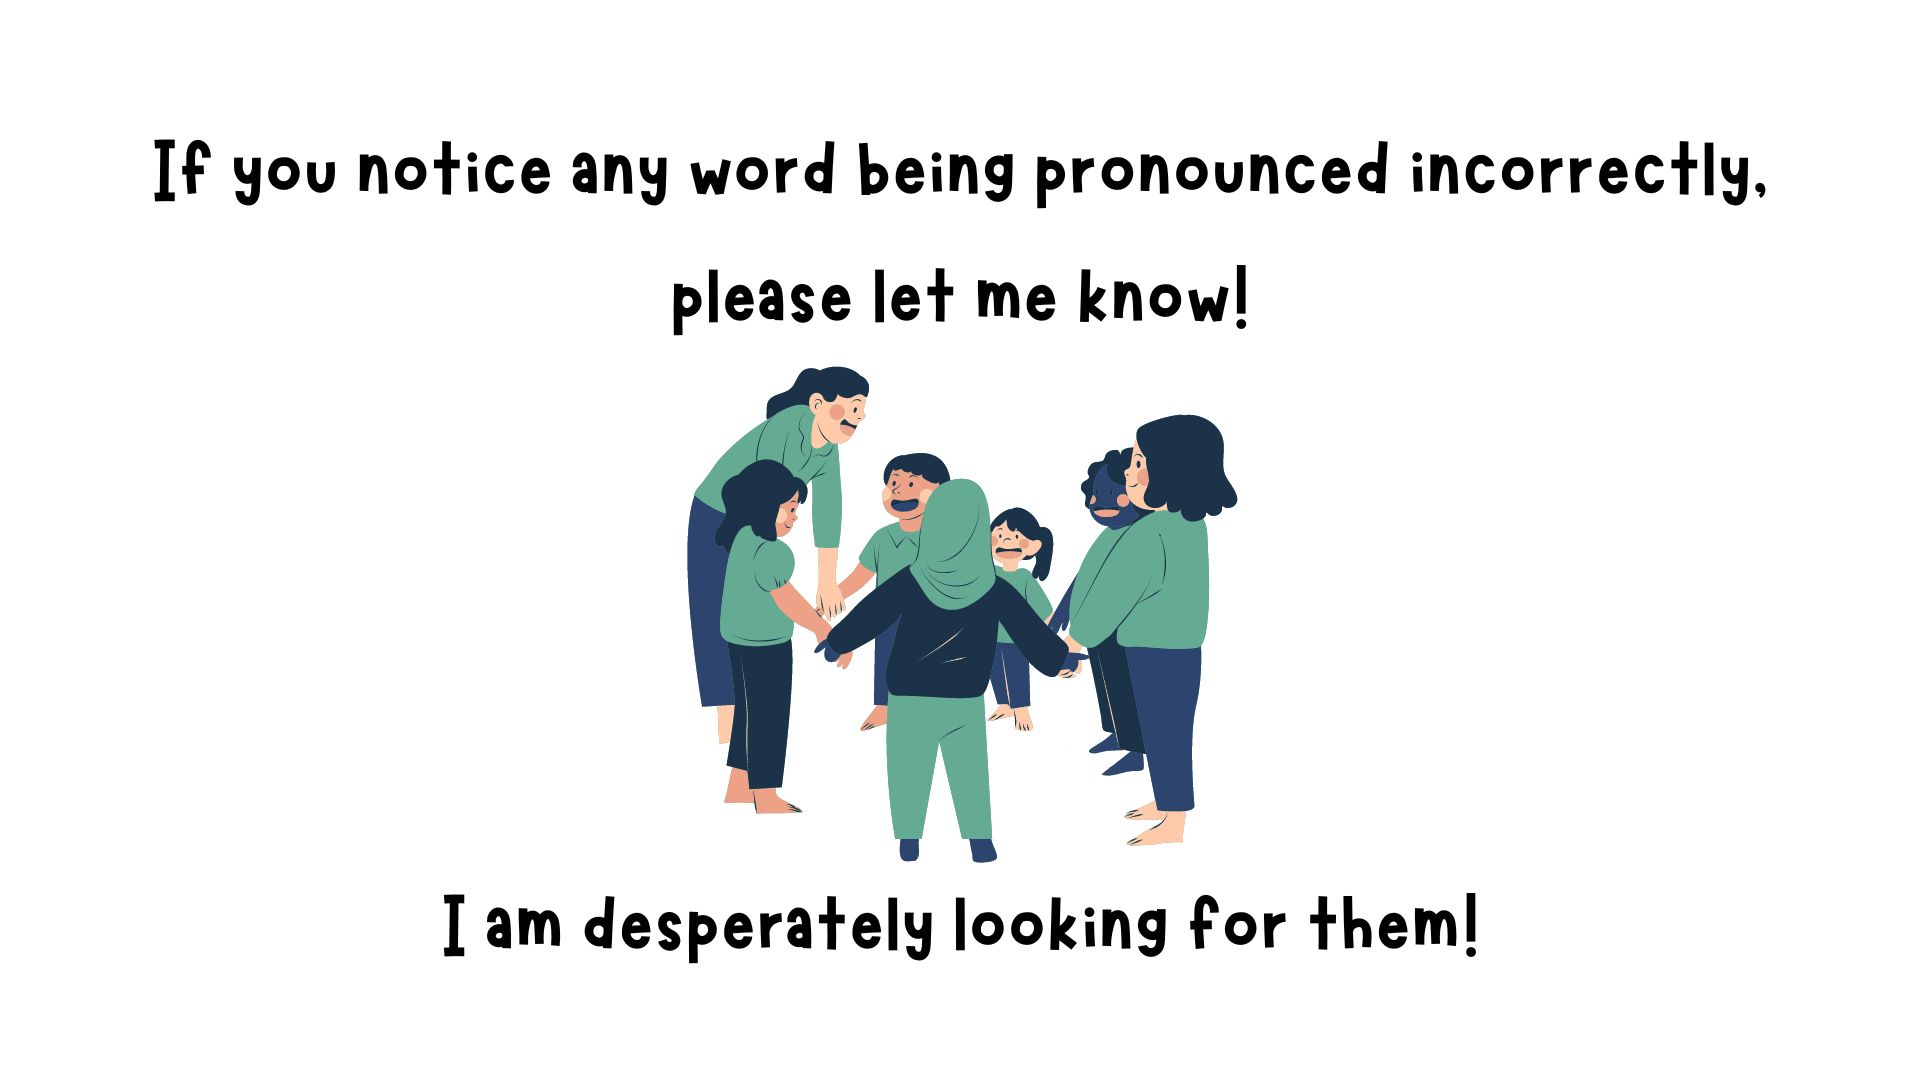 If you notice any word being pronounced incorrectly,
please let me know!
I am desperately looking for them!